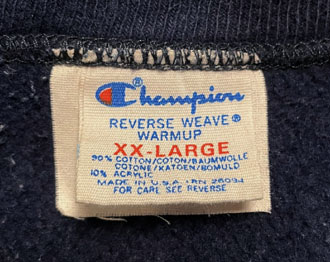 Champion®
REVERSE WEAVE®
WARMUP
XX-LARGE
90% COTTON/COTON/BAUMWOLLE
COTONE/KATOEN/BOMULD
10% ACRYLIC
MADE IN U.S.A. RN 26094
FOR CARE SEE REVERSE